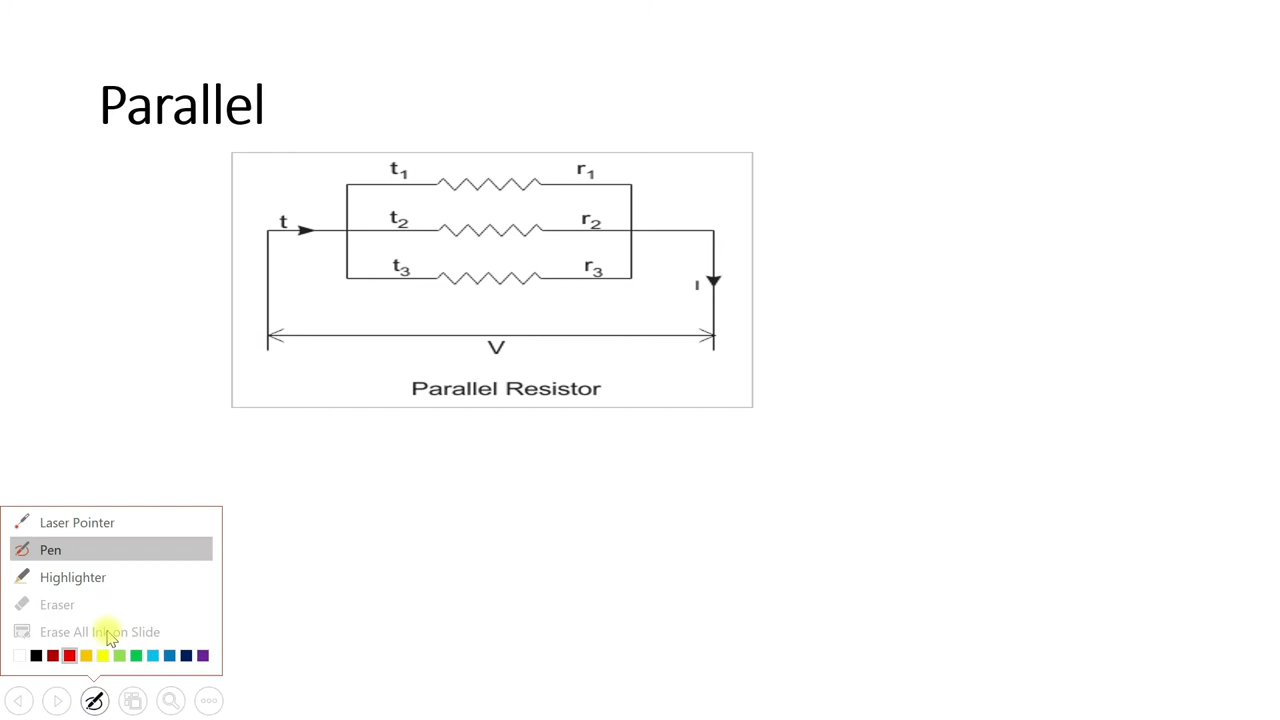 Parallel
t1 r1
t t2 r2
t3 r3
I
V
Parallel Resistor
Laser Pointer
Pen
Highlighter
Eraser
Erase All Ink on Slide